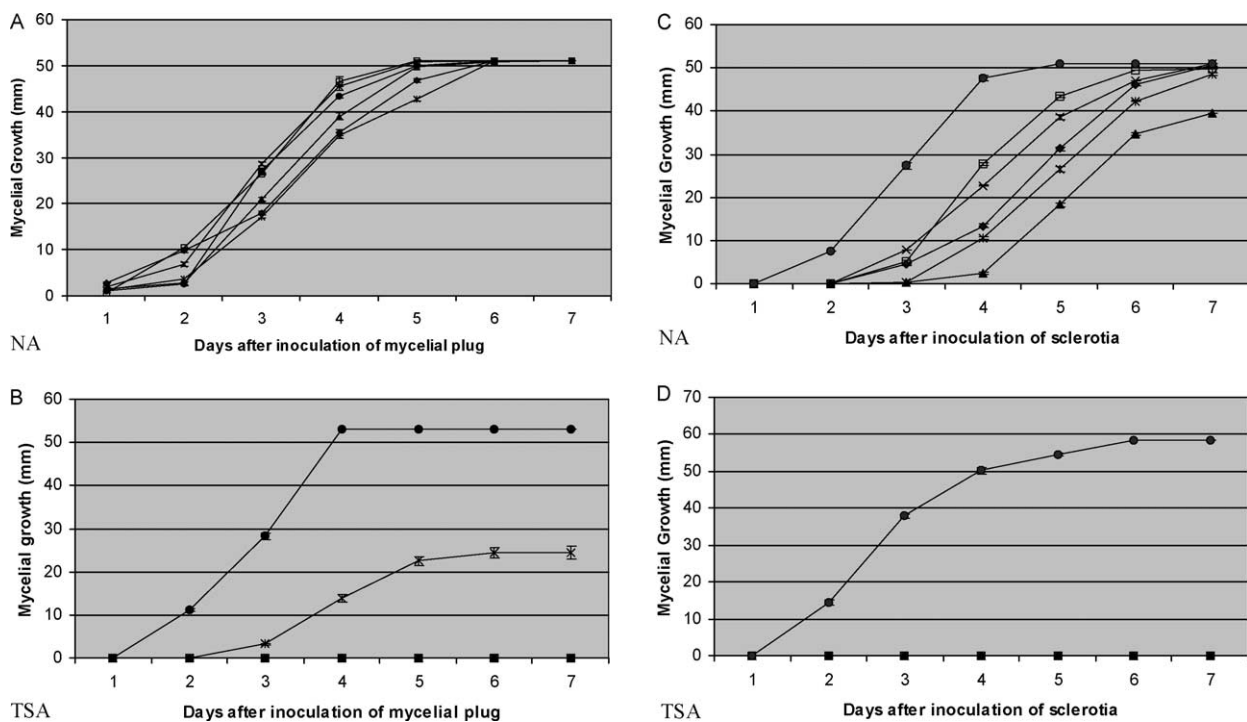 A
60
50
40
30
20
10
0
Mycelial Growth (mm)
1 2 3 4 5 6 7
Days after inoculation of mycelial plug
NA
C
60
50
40
30
20
10
0
Mycelial Growth (mm)
1 2 3 4 5 6 7
Days after inoculation of sclerotia
NA
B
60
50
40
30
20
10
0
Mycelial growth (mm)
1 2 3 4 5 6 7
Days after inoculation of mycelial plug
TSA
D
70
60
50
40
30
20
10
0
Mycelial Growth (mm)
1 2 3 4 5 6 7
Days after inoculation of sclerotia
TSA